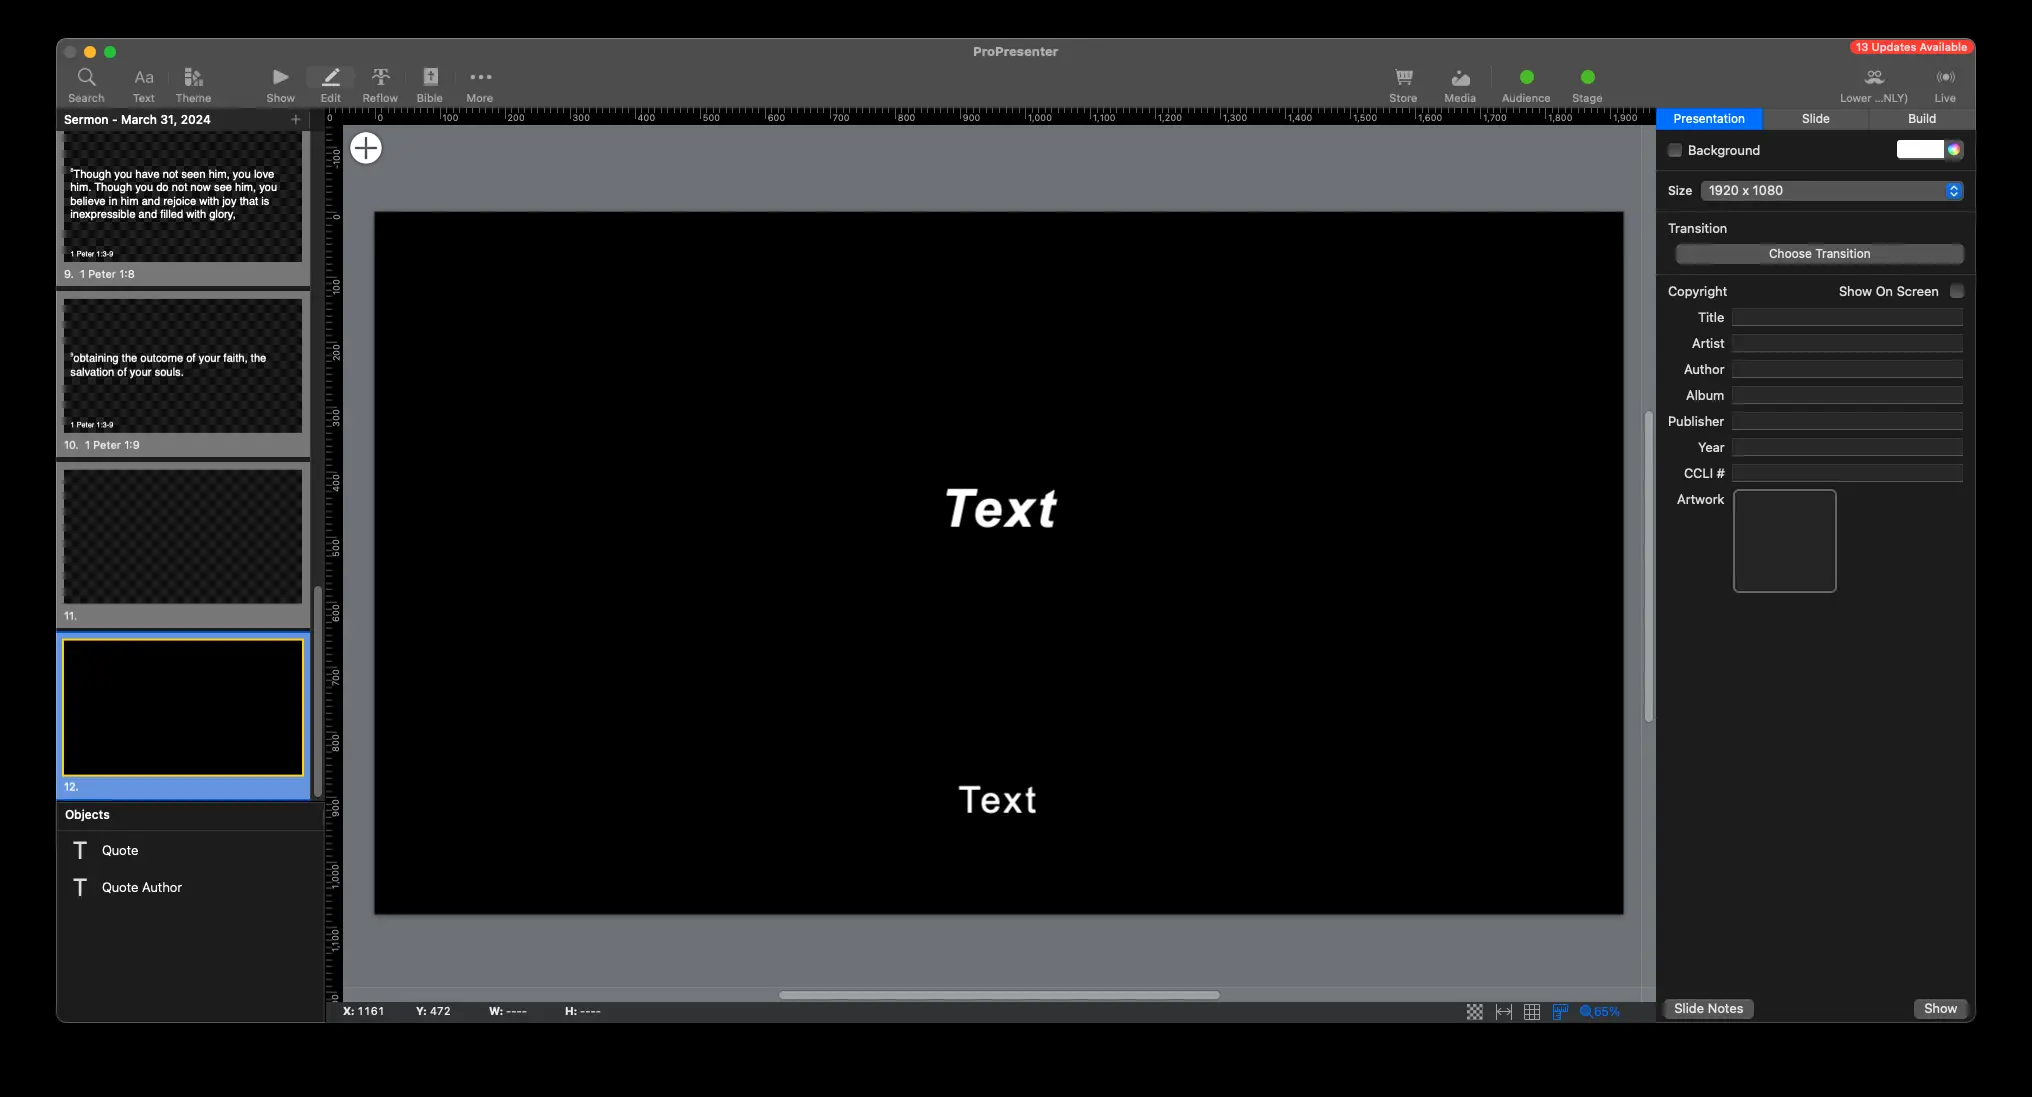 ProPresenter
13 Updates Available
Search
Text
Theme
Show
Edit
Reflow
Bible
More
Store
Media
Audience
Stage
Lower ...NLY)
Live
Sermon - March 31, 2024
"Though you have not seen him, you love
him. Though you do not now see him, you
believe in him and rejoice with joy that is
inexpressible and filled with glory,
1 Peter 1:3-9
9. 1 Peter 1:8
"obtaining the outcome of your faith, the
salvation of your souls.
1 Peter 1:3-9
10. 1 Peter 1:9
11.
12.
Objects
T Quote
T Quote Author
0 0 100 200 300 400 500 600 700 800 900 1,000 1,100 1,200 1,300 1,400 1,500 1,600 1,700 1,800 1,900
-100
0
100
200
300
400
500
600
700
800
900
1,000
1,100
Text
Text
X: 1161 Y: 472 W: ---- H: ----
65%
Presentation Slide Build
Background
Size 1920 x 1080
Transition
Choose Transition
Copyright Show On Screen
Title
Artist
Author
Album
Publisher
Year
CCLI #
Artwork
Slide Notes Show